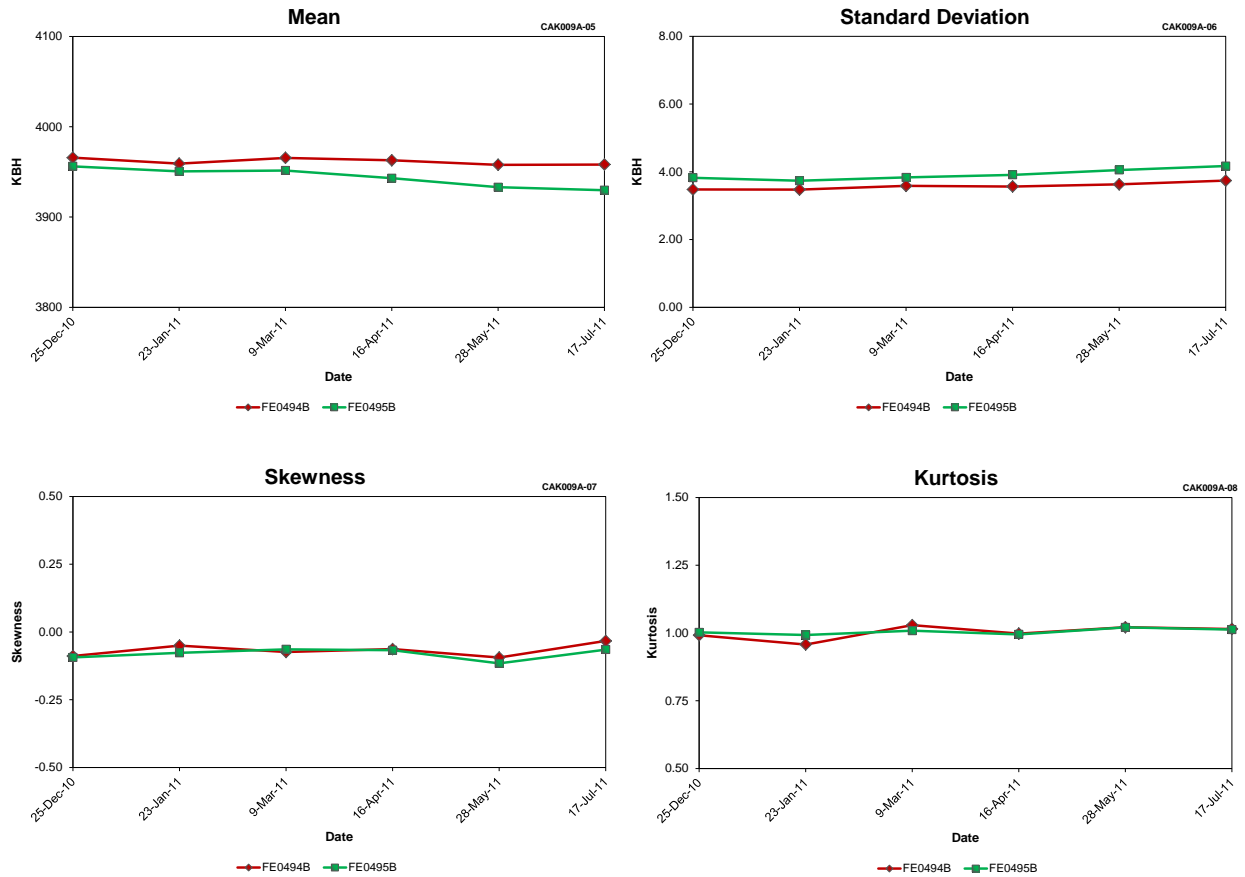 Mean
CAK009A-05
4100
4000
3900
3800
KBH
25-Dec-10
23-Jan-11
9-Mar-11
16-Apr-11
28-May-11
17-Jul-11
Date
FE0494B FE0495B
Standard Deviation
CAK009A-06
8.00
6.00
4.00
2.00
0.00
KBH
25-Dec-10
23-Jan-11
9-Mar-11
16-Apr-11
28-May-11
17-Jul-11
Date
FE0494B FE0495B
Skewness
CAK009A-07
0.50
0.25
0.00
-0.25
-0.50
Skewness
25-Dec-10
23-Jan-11
9-Mar-11
16-Apr-11
28-May-11
17-Jul-11
Date
FE0494B FE0495B
Kurtosis
CAK009A-08
1.50
1.25
1.00
0.75
0.50
Kurtosis
25-Dec-10
23-Jan-11
9-Mar-11
16-Apr-11
28-May-11
17-Jul-11
Date
FE0494B FE0495B